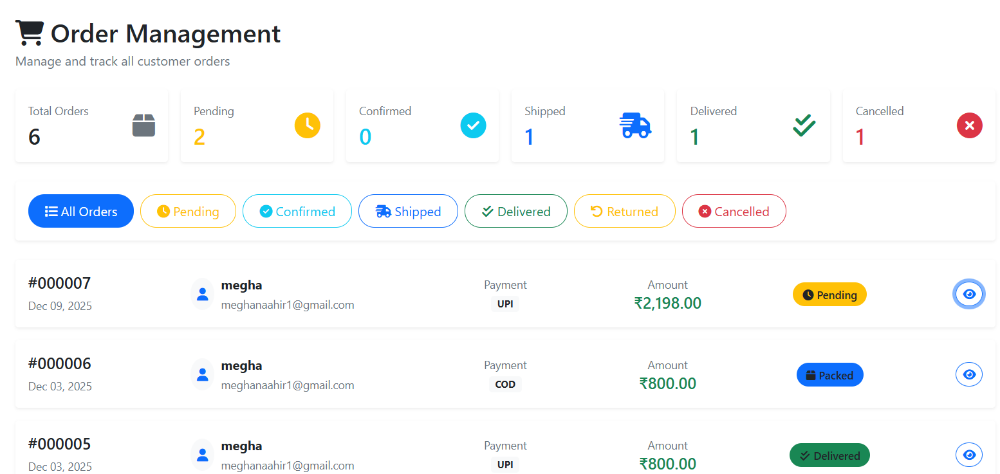 Order Management
Manage and track all customer orders
Total Orders
6
Pending
2
Confirmed
0
Shipped
1
Delivered
1
Cancelled
1
All Orders
Pending
Confirmed
Shipped
Delivered
Returned
Cancelled
#000007
Dec 09, 2025
megha
meghanaahir1@gmail.com
Payment
UPI
Amount
₹2,198.00
Pending
#000006
Dec 03, 2025
megha
meghanaahir1@gmail.com
Payment
COD
Amount
₹800.00
Packed
#000005
Dec 03, 2025
megha
meghanaahir1@gmail.com
Payment
UPI
Amount
₹800.00
Delivered